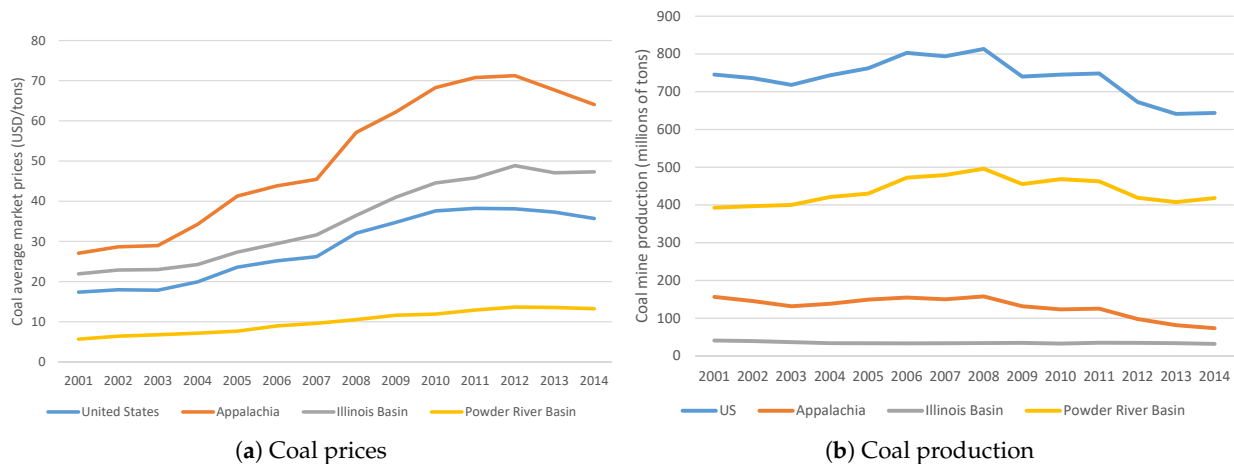 Coal average market prices (USD/tons)
80
70
60
50
40
30
20
10
0
2001 2002 2003 2004 2005 2006 2007 2008 2009 2010 2011 2012 2013 2014
United States Appalachia Illinois Basin Powder River Basin
(a) Coal prices
Coal mine production (millions of tons)
900
800
700
600
500
400
300
200
100
0
2001 2002 2003 2004 2005 2006 2007 2008 2009 2010 2011 2012 2013 2014
US Appalachia Illinois Basin Powder River Basin
(b) Coal production